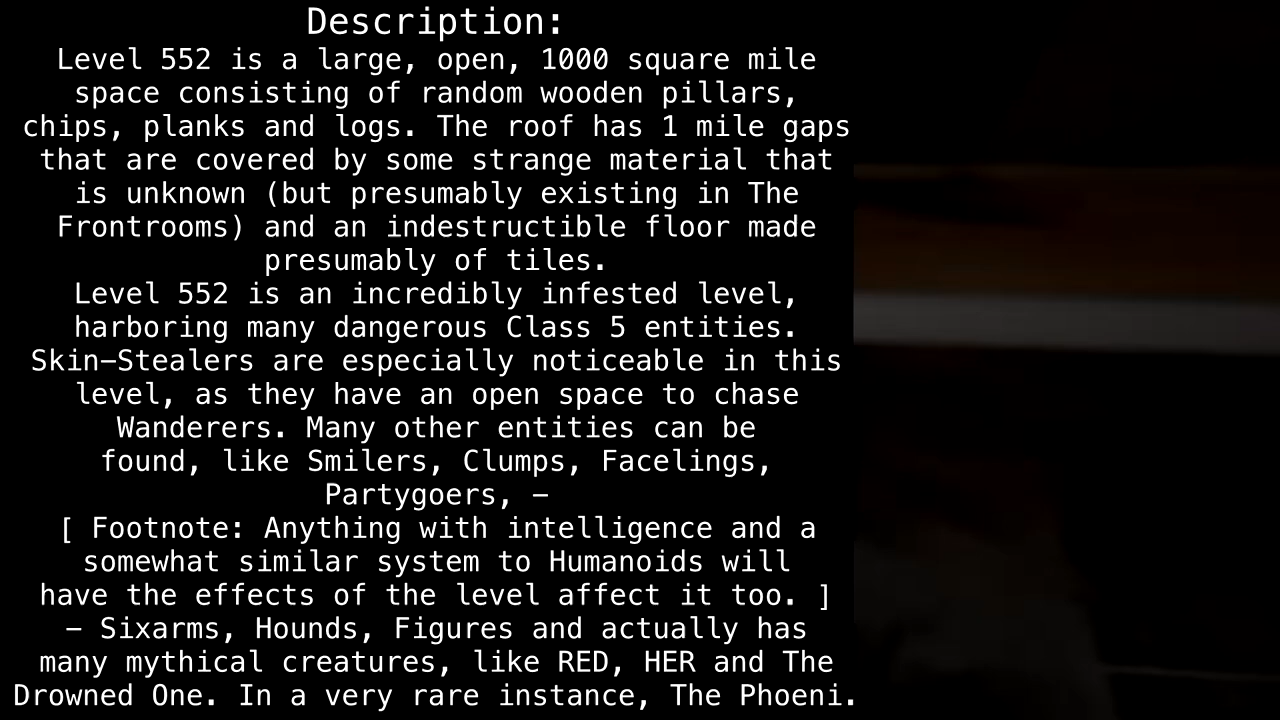 Description:
Level 552 is a large, open, 1000 square mile
space consisting of random wooden pillars,
chips, planks and logs. The roof has 1 mile gaps
that are covered by some strange material that
is unknown (but presumably existing in The
Frontrooms) and an indestructible floor made
presumably of tiles.
Level 552 is an incredibly infested level,
harboring many dangerous Class 5 entities.
Skin–Stealers are especially noticeable in this
level, as they have an open space to chase
Wanderers. Many other entities can be
found, like Smilers, Clumps, Facelings,
Partygoers, –
[ Footnote: Anything with intelligence and a
somewhat similar system to Humanoids will
have the effects of the level affect it too. ]
– Sixarms, Hounds, Figures and actually has
many mythical creatures, like RED, HER and The
Drowned One. In a very rare instance, The Phoeni.